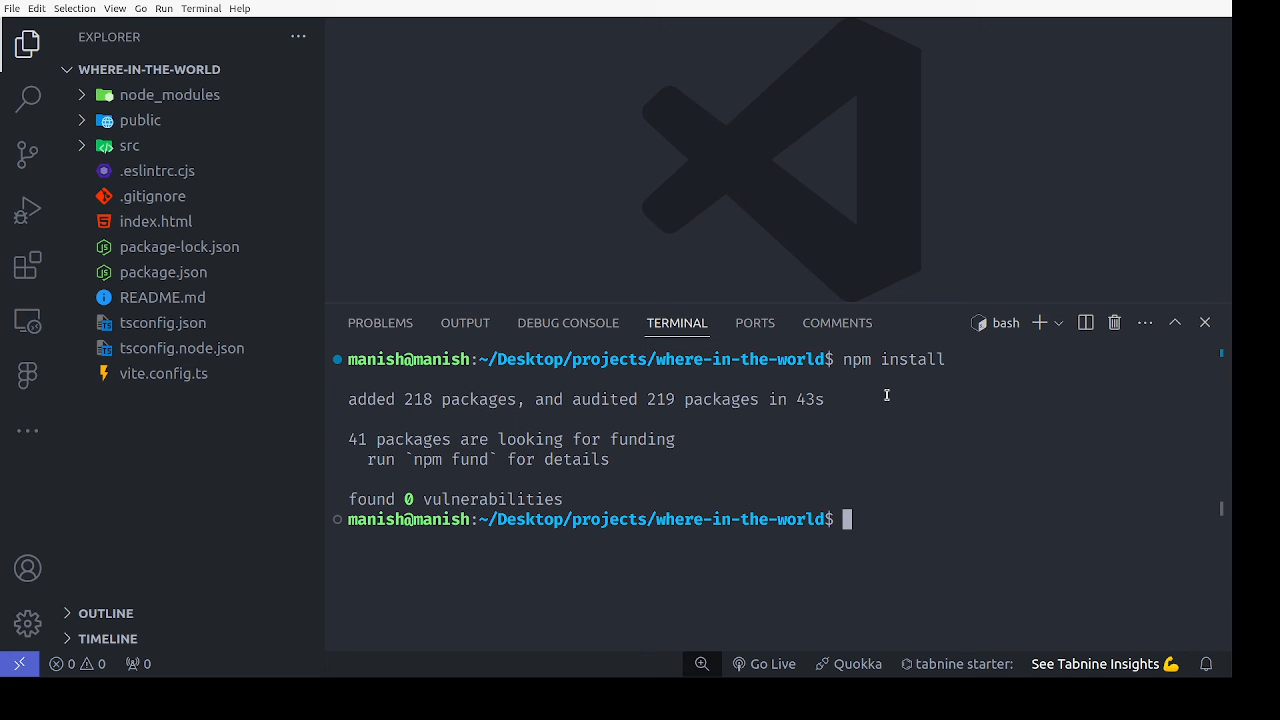 File Edit Selection View Go Run Terminal Help
EXPLORER
WHERE-IN-THE-WORLD
node_modules
public
src
.eslintrc.cjs
.gitignore
index.html
package-lock.json
package.json
README.md
tsconfig.json
tsconfig.node.json
vite.config.ts
OUTLINE
TIMELINE
PROBLEMS OUTPUT DEBUG CONSOLE TERMINAL PORTS COMMENTS bash
manish@manish:~/Desktop/projects/where-in-the-world$ npm install
added 218 packages, and audited 219 packages in 43s
41 packages are looking for funding
run `npm fund` for details
found 0 vulnerabilities
manish@manish:~/Desktop/projects/where-in-the-world$
0 0 0 Go Live Quokka tabnine starter: See Tabnine Insights 💪